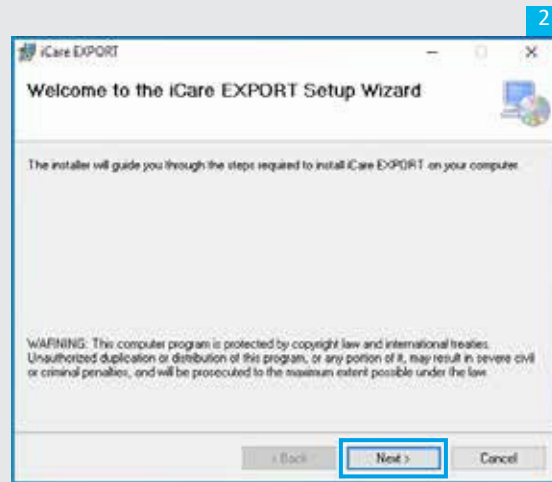 2
iCare EXPORT
Welcome to the iCare EXPORT Setup Wizard
The installer will guide you through the steps required to install iCare EXPORT on your computer.
WARNING: This computer program is protected by copyright law and international treaties.
Unauthorized duplication or distribution of this program, or any portion of it, may result in severe civil
or criminal penalties, and will be prosecuted to the maximum extent possible under the law.
< Back
Next >
Cancel